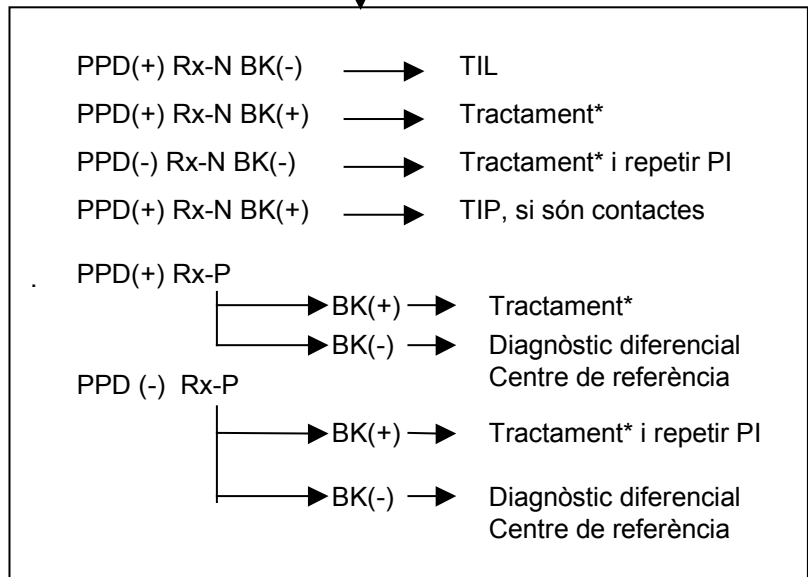 PPD(+) Rx-N BK(-) TIL
PPD(+) Rx-N BK(+) Tractament*
PPD(-) Rx-N BK(-) Tractament* i repetir PI
PPD(+) Rx-N BK(+) TIP, si són contactes
. PPD(+) Rx-P
BK(+) Tractament*
BK(-) Diagnòstic diferencial
Centre de referència
PPD (-) Rx-P
BK(+) Tractament* i repetir PI
BK(-) Diagnòstic diferencial
Centre de referència